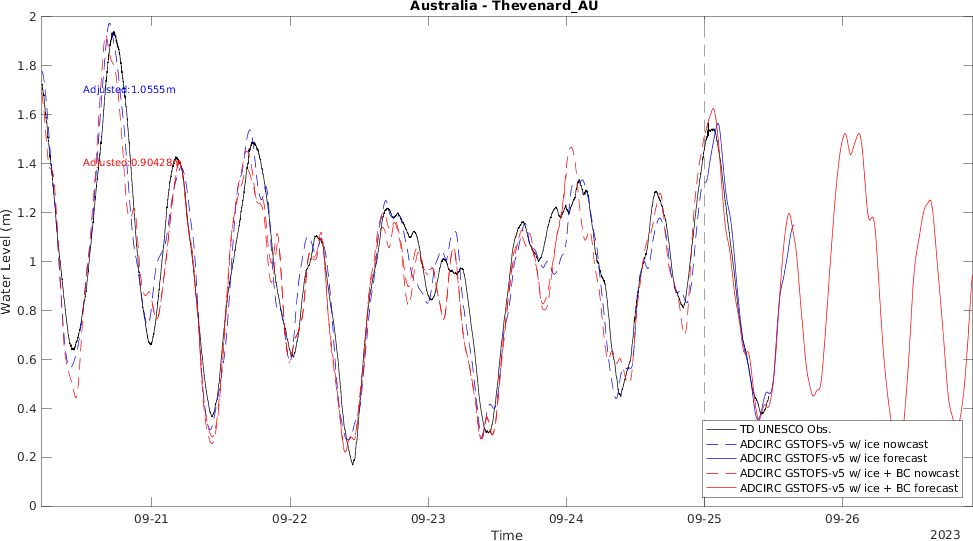 Australia - Thevenard_AU
2
1.8
1.6
1.4
1.2
1
0.8
0.6
0.4
0.2
0
Water Level (m)
Adjusted:1.0555m
Adjusted:0.90428
TD UNESCO Obs.
ADCIRC GSTOFS-v5 w/ ice nowcast
ADCIRC GSTOFS-v5 w/ ice forecast
ADCIRC GSTOFS-v5 w/ ice + BC nowcast
ADCIRC GSTOFS-v5 w/ ice + BC forecast
09-21
09-22
09-23
09-24
09-25
09-26
Time
2023